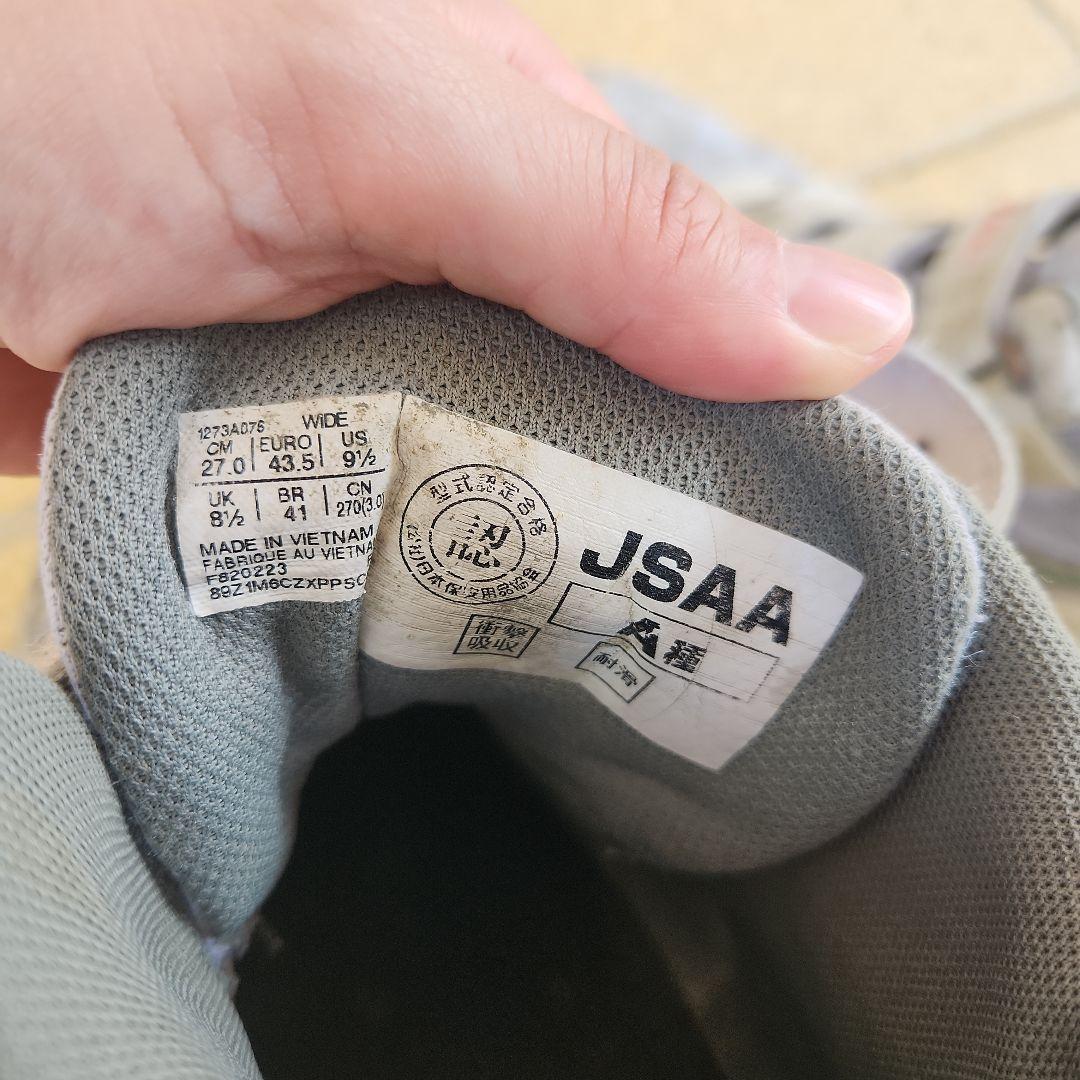 1273A076 WIDE
CM EURO US
27.0 43.5 9½
UK BR CN
8½ 41 270(3.0)
MADE IN VIETNAM
FABRIQUE AU VIETNA
F820223
89Z1M6CZXPPSC
型式認定合格
認
(公社)日本保安用品協会
JSAA
A種
衝撃
吸収
耐滑